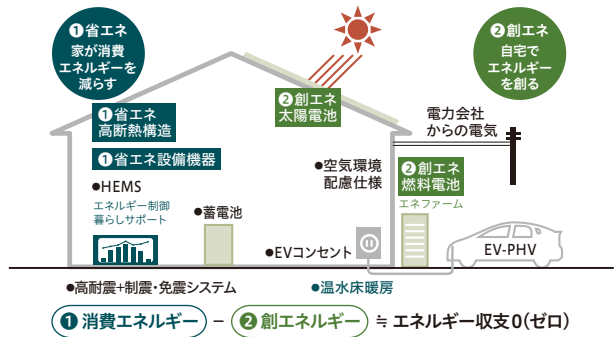 ❶省エネ
家が消費
エネルギーを
減らす
❷創エネ
自宅で
エネルギー
を創る
❷創エネ
太陽電池
電力会社
からの電気
❶省エネ
高断熱構造
❶省エネ設備機器
●空気環境
配慮仕様
❷創エネ
燃料電池
エネファーム
●HEMS
エネルギー制御
暮らしサポート
●蓄電池
●EVコンセント
EV-PHV
●高耐震+制震・免震システム
●温水床暖房
❶ 消費エネルギー − ❷ 創エネルギー ≒ エネルギー収支0(ゼロ)